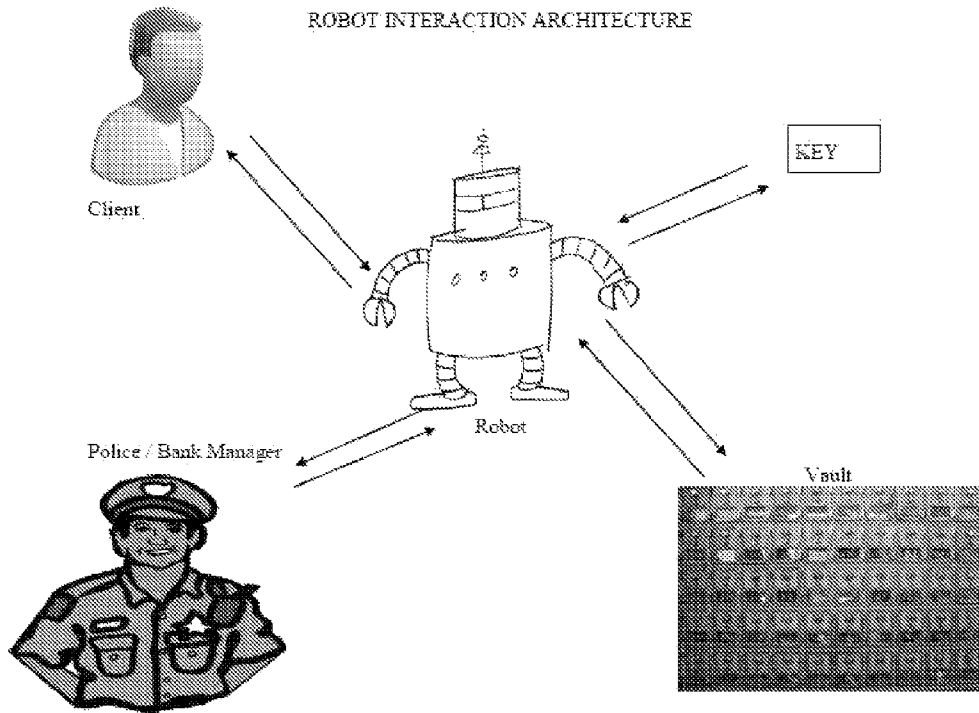 ROBOT INTERACTION ARCHITECTURE
KEY
Client
Robot
Police / Bank Manager
Vault